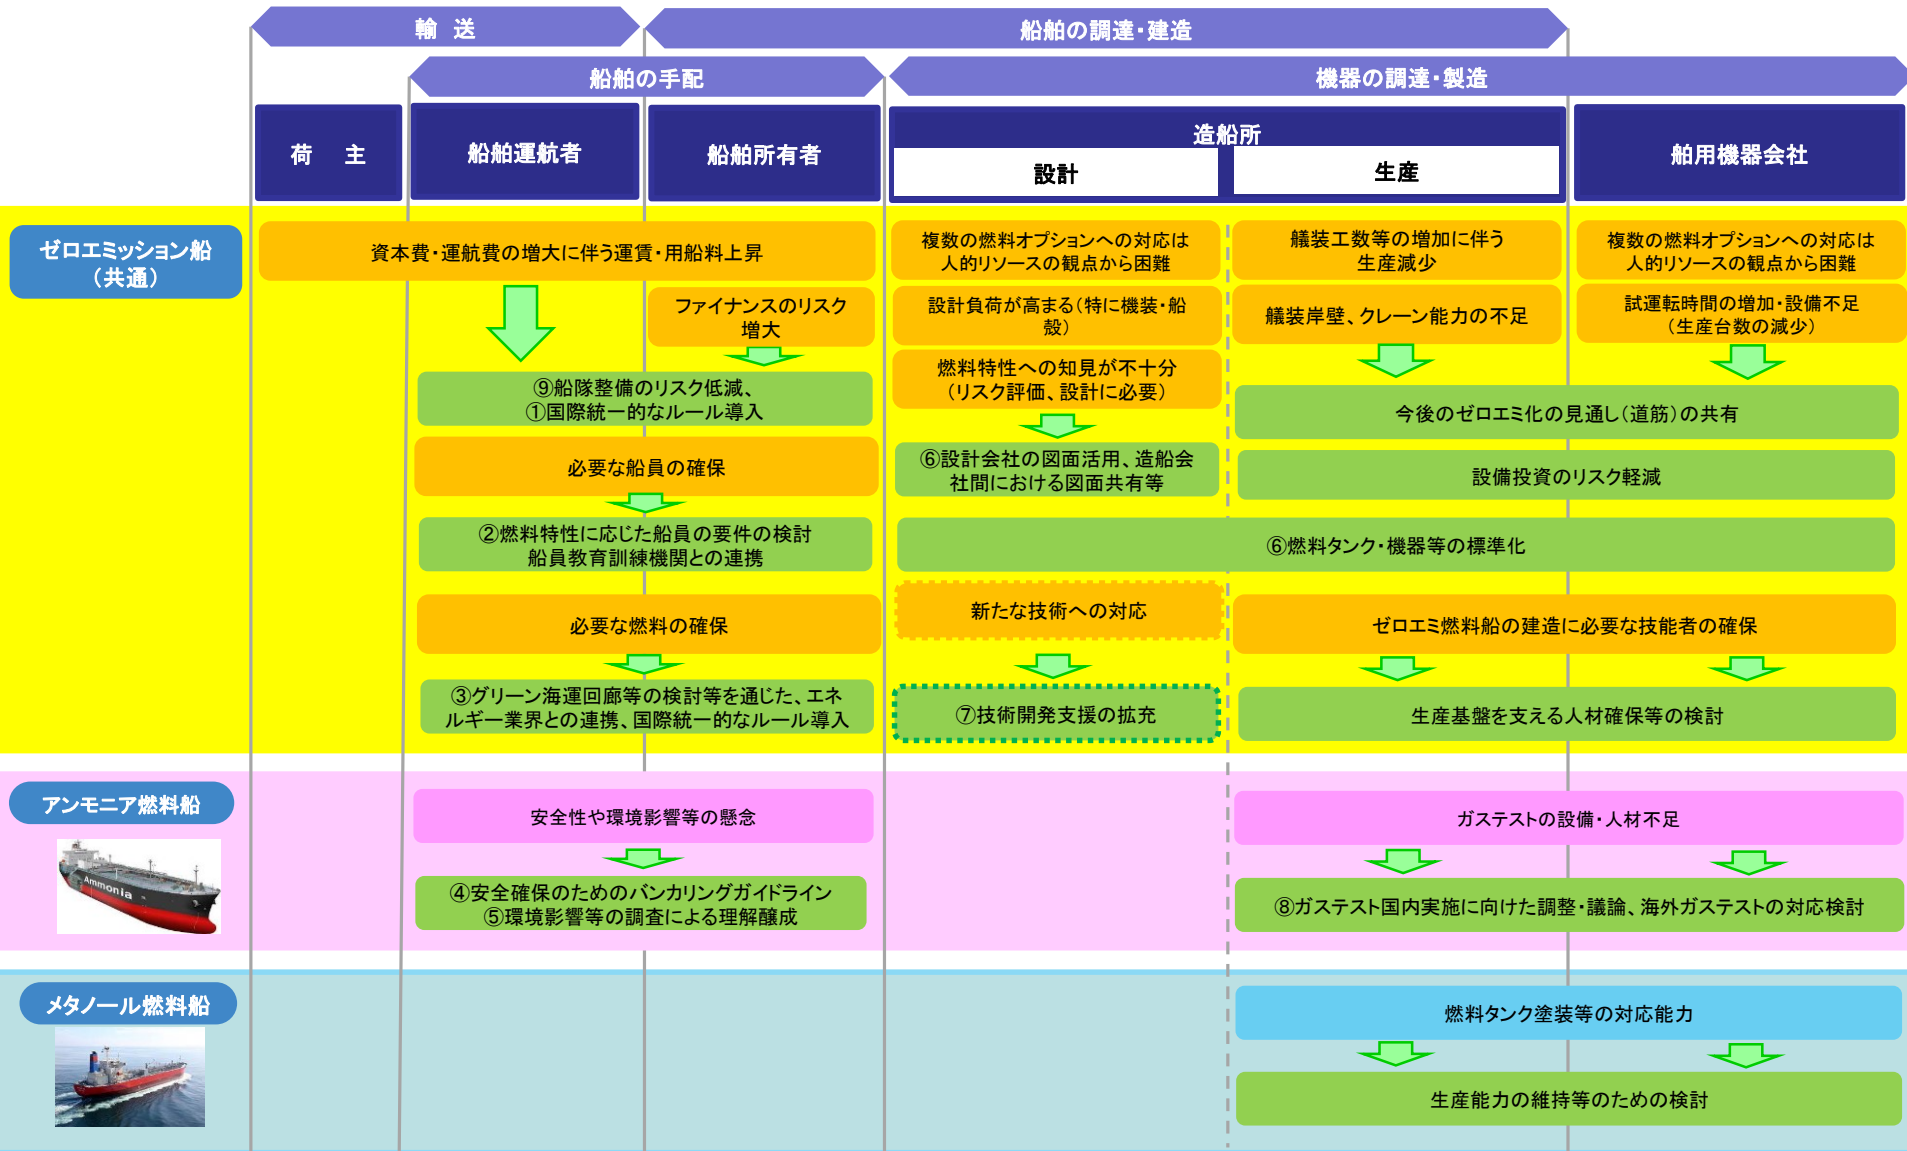 輸　送
船舶の調達・建造
船舶の手配
機器の調達・製造
荷　主
船舶運航者
船舶所有者
造船所
設計
生産
舶用機器会社
ゼロエミッション船
（共通）
資本費・運航費の増大に伴う運賃・用船料上昇
ファイナンスのリスク
増大
⑨船隊整備のリスク低減、
①国際統一的なルール導入
必要な船員の確保
②燃料特性に応じた船員の要件の検討
船員教育訓練機関との連携
必要な燃料の確保
③グリーン海運回廊等の検討等を通じた、エネ
ルギー業界との連携、国際統一的なルール導入
複数の燃料オプションへの対応は
人的リソースの観点から困難
設計負荷が高まる（特に機装・船
殻）
燃料特性への知見が不十分
（リスク評価、設計に必要）
⑥設計会社の図面活用、造船会
社間における図面共有等
艤装工数等の増加に伴う
生産減少
艤装岸壁、クレーン能力の不足
複数の燃料オプションへの対応は
人的リソースの観点から困難
試運転時間の増加・設備不足
（生産台数の減少）
今後のゼロエミ化の見通し（道筋）の共有
設備投資のリスク軽減
⑥燃料タンク・機器等の標準化
新たな技術への対応
⑦技術開発支援の拡充
ゼロエミ燃料船の建造に必要な技能者の確保
生産基盤を支える人材確保等の検討
アンモニア燃料船
Ammonia
安全性や環境影響等の懸念
④安全確保のためのバンカリングガイドライン
⑤環境影響等の調査による理解醸成
ガステストの設備・人材不足
⑧ガステスト国内実施に向けた調整・議論、海外ガステストの対応検討
メタノール燃料船
燃料タンク塗装等の対応能力
生産能力の維持等のための検討